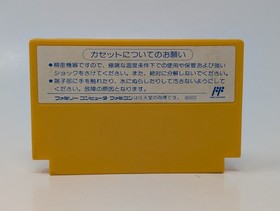 カセットについてのお願い
●精密機器ですので、極端な温度条件下での使用や保管および強い
ショックをさけてください。また、絶対に分解しないでください。
●端子部に手を触れたり、水にぬらしたりして汚さないようにして
ください。故障の原因となります。
ファミリーコンピュータ ファミコンは任天堂の商標です。